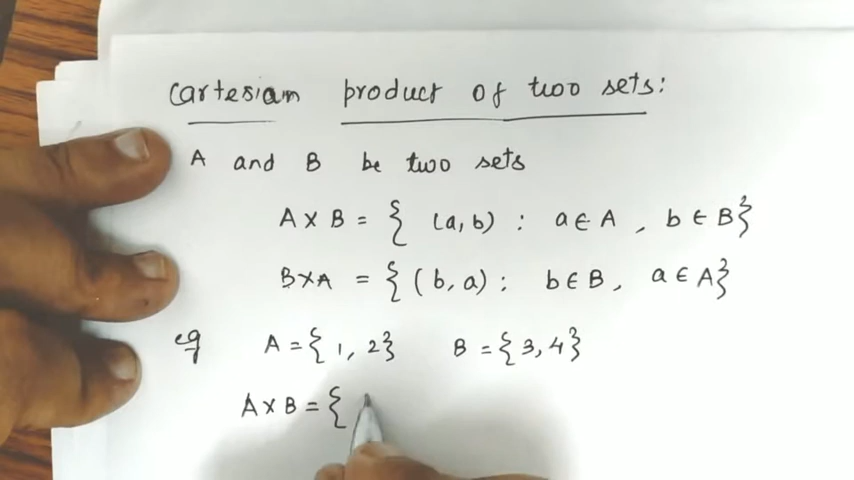 Cartesian product of two sets:
A and B be two sets
A X B = { (a, b) : a ∈ A , b ∈ B}
B X A = { (b, a) : b ∈ B, a ∈ A}
eg A = { 1, 2} B = { 3, 4}
A X B = {